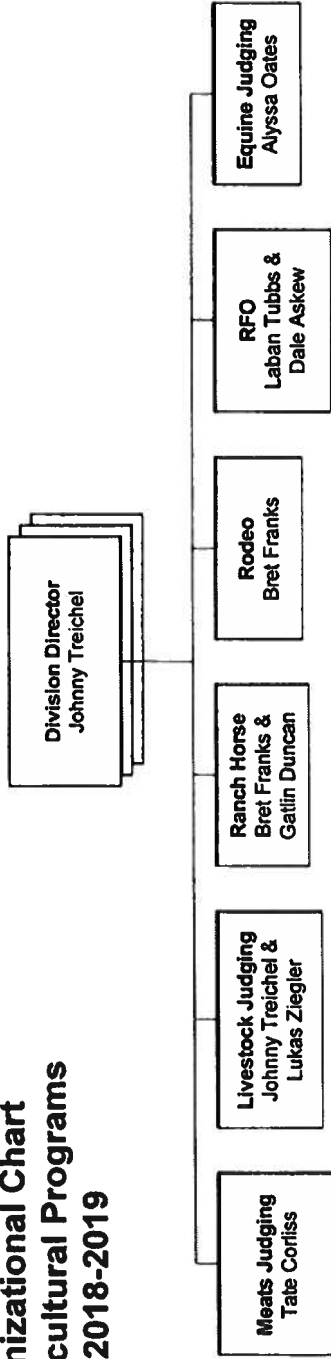 nizational Chart
cultural Programs
2018-2019
Division Director
Johnny Treichel
Meats Judging
Tate Corliss
Livestock Judging
Johnny Treichel &
Lukas Ziegler
Ranch Horse
Bret Franks &
Gatlin Duncan
Rodeo
Bret Franks
RFO
Laban Tubbs &
Dale Askew
Equine Judging
Alyssa Oates